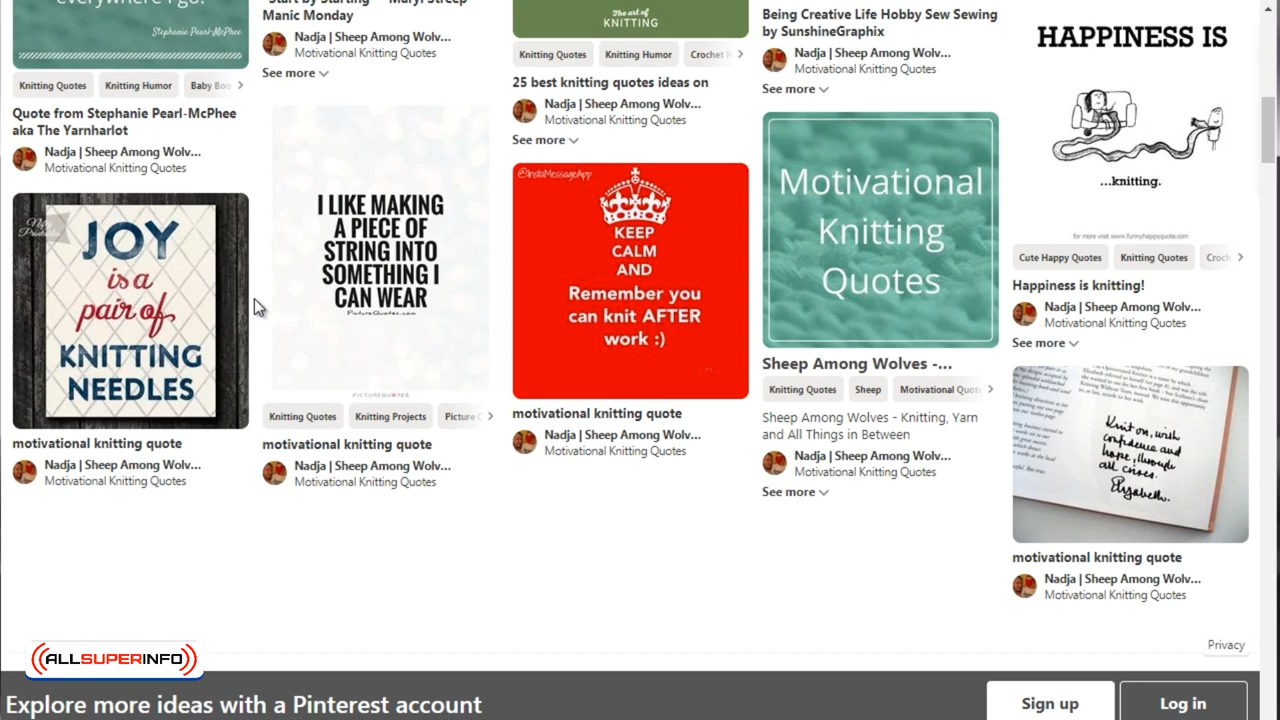 everywhere I go.
Stephanie Pearl-McPhee
Knitting Quotes
Knitting Humor
Baby Boo
Quote from Stephanie Pearl-McPhee
aka The Yarnharlot
Nadja | Sheep Among Wolv...
Motivational Knitting Quotes
JOY
is a
pair of
KNITTING
NEEDLES
motivational knitting quote
Nadja | Sheep Among Wolv...
Motivational Knitting Quotes
Manic Monday
Nadja | Sheep Among Wolv...
Motivational Knitting Quotes
See more
I LIKE MAKING
A PIECE OF
STRING INTO
SOMETHING I
CAN WEAR
PictureQuotes.com
PICTUREQUOTES
Knitting Quotes
Knitting Projects
Picture
motivational knitting quote
Nadja | Sheep Among Wolv...
Motivational Knitting Quotes
The art of
KNITTING
Knitting Quotes
Knitting Humor
Crochet H
25 best knitting quotes ideas on
Nadja | Sheep Among Wolv...
Motivational Knitting Quotes
See more
@InstaMessageApp
KEEP
CALM
AND
Remember you
can knit AFTER
work :)
motivational knitting quote
Nadja | Sheep Among Wolv...
Motivational Knitting Quotes
Being Creative Life Hobby Sew Sewing
by SunshineGraphix
Nadja | Sheep Among Wolv...
Motivational Knitting Quotes
See more
Motivational
Knitting
Quotes
Sheep Among Wolves -...
Knitting Quotes
Sheep
Motivational Quot
Sheep Among Wolves - Knitting, Yarn
and All Things in Between
Nadja | Sheep Among Wolv...
Motivational Knitting Quotes
See more
HAPPINESS IS
...knitting.
for more visit www.funnyhappyquote.com
Cute Happy Quotes
Knitting Quotes
Croch
Happiness is knitting!
Nadja | Sheep Among Wolv...
Motivational Knitting Quotes
See more
Knit on, with
confidence and
hope, through
all crises.
Elizabeth.
motivational knitting quote
Nadja | Sheep Among Wolv...
Motivational Knitting Quotes
Privacy
ALLSUPERINFO
Explore more ideas with a Pinterest account
Sign up
Log in